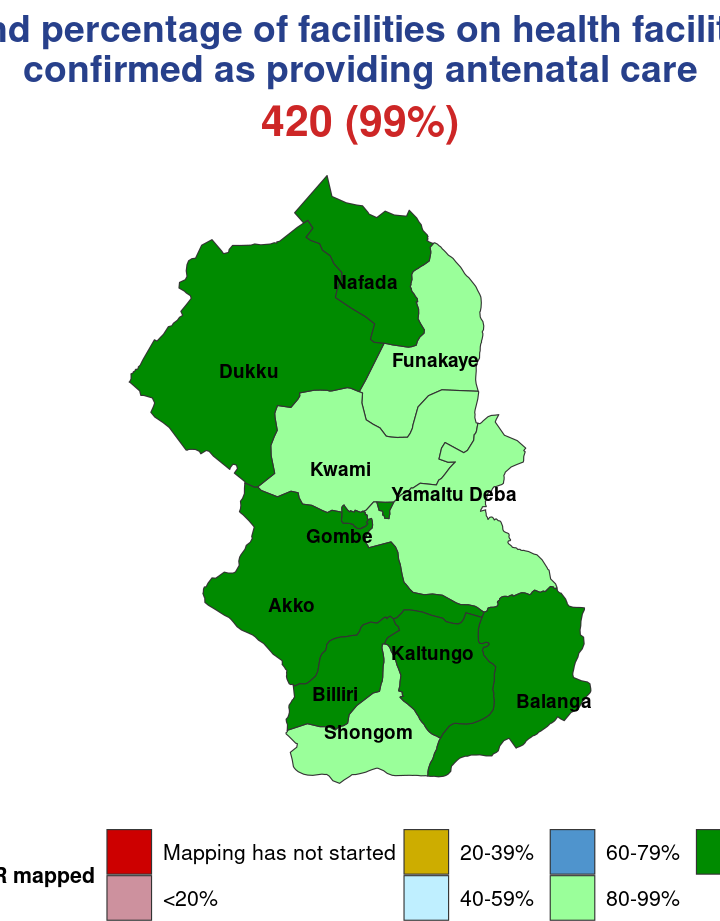 nd percentage of facilities on health facilit
confirmed as providing antenatal care
420 (99%)
Nafada
Funakaye
Dukku
Kwami
Yamaltu Deba
Gombe
Akko
Kaltungo
Billiri
Balanga
Shongom
R mapped
Mapping has not started
20-39%
60-79%
<20%
40-59%
80-99%